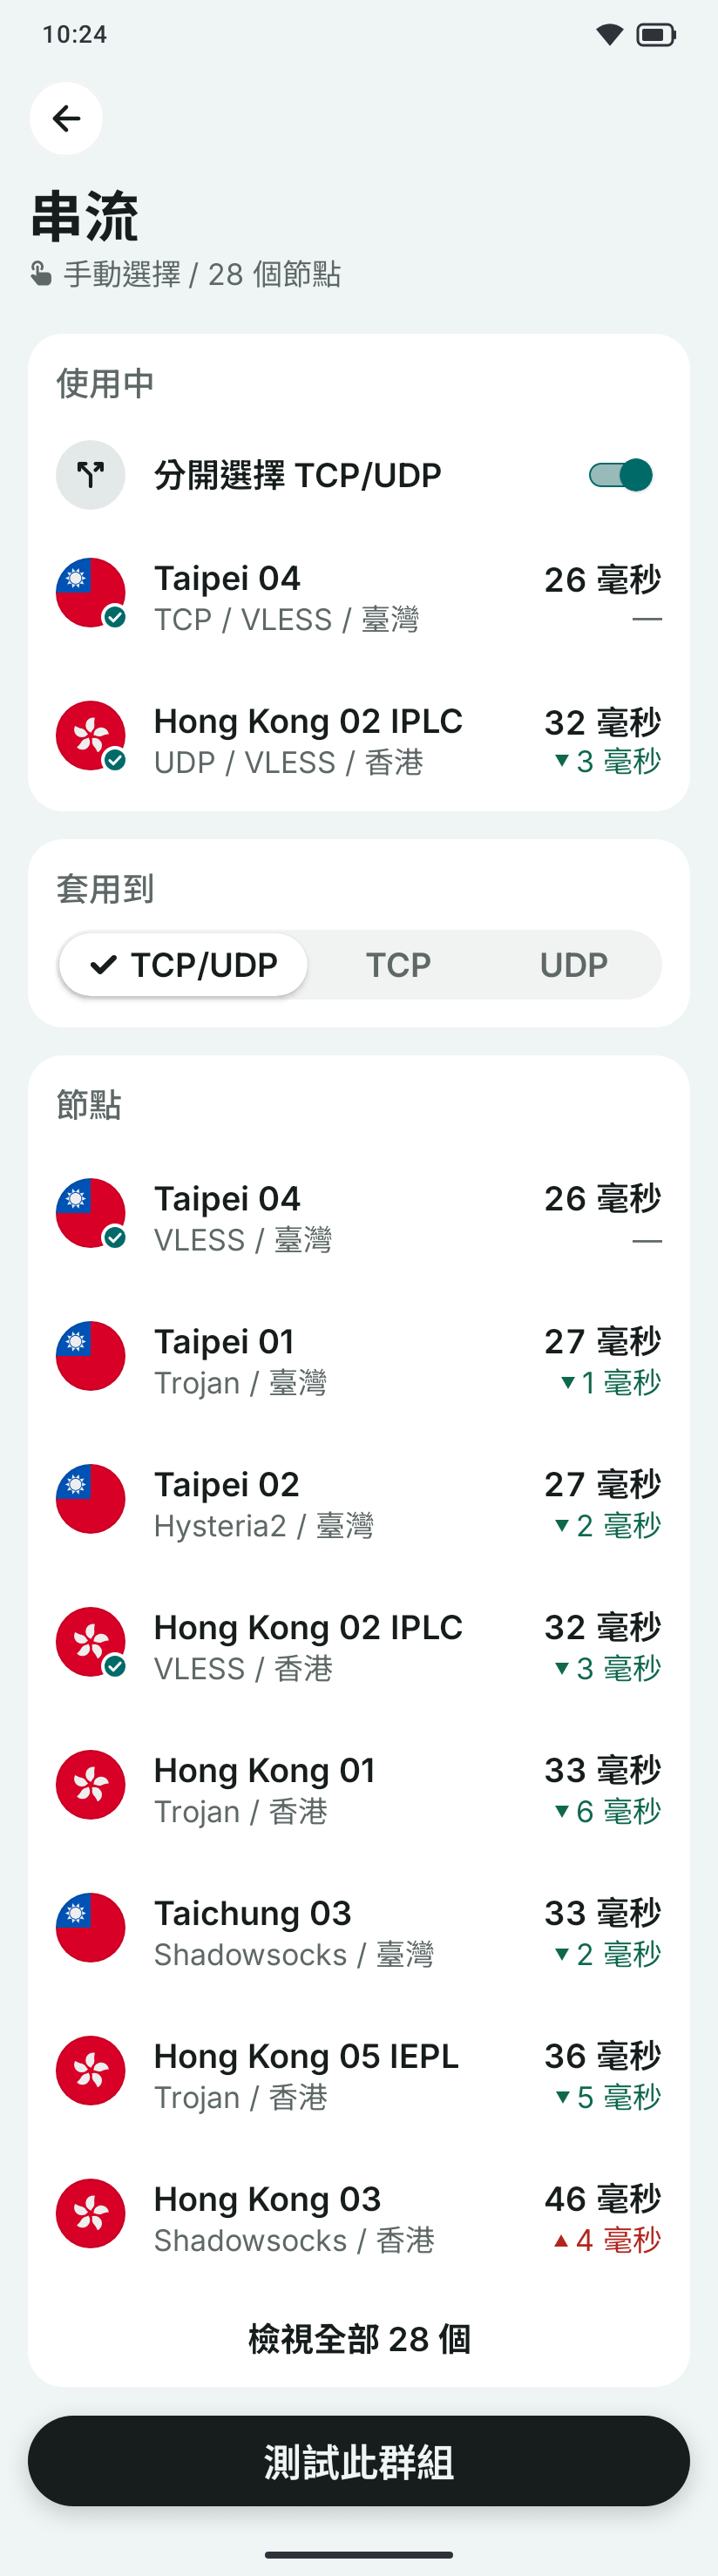 10:24
串流
手動選擇 / 28 個節點
使用中
分開選擇 TCP/UDP
Taipei 04
26 毫秒
TCP / VLESS / 臺灣
—
Hong Kong 02 IPLC
32 毫秒
UDP / VLESS / 香港
▼3 毫秒
套用到
TCP/UDP
TCP
UDP
節點
Taipei 04
26 毫秒
VLESS / 臺灣
—
Taipei 01
27 毫秒
Trojan / 臺灣
▼1 毫秒
Taipei 02
27 毫秒
Hysteria2 / 臺灣
▼2 毫秒
Hong Kong 02 IPLC
32 毫秒
VLESS / 香港
▼3 毫秒
Hong Kong 01
33 毫秒
Trojan / 香港
▼6 毫秒
Taichung 03
33 毫秒
Shadowsocks / 臺灣
▼2 毫秒
Hong Kong 05 IEPL
36 毫秒
Trojan / 香港
▼5 毫秒
Hong Kong 03
46 毫秒
Shadowsocks / 香港
▲4 毫秒
檢視全部 28 個
測試此群組